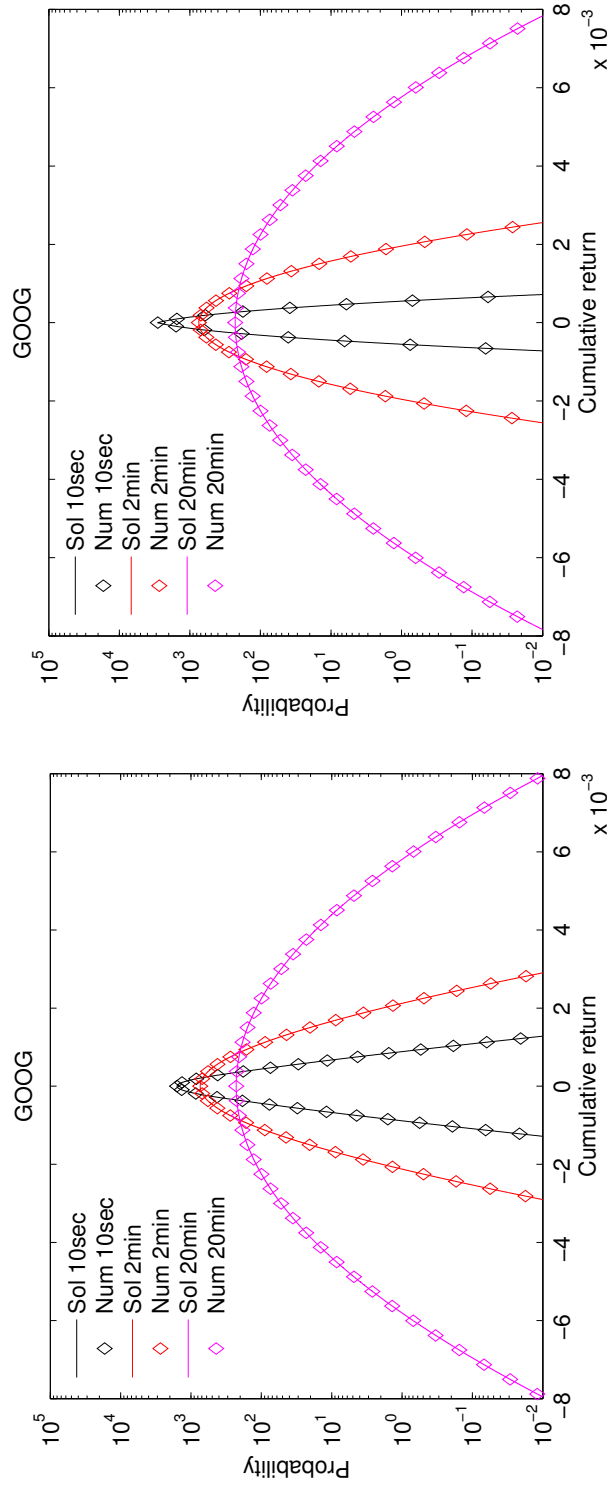 GOOG
Probability
10^5
10^4
10^3
10^2
10^1
10^0
10^-1
10^-2
Sol 10sec
Num 10sec
Sol 2min
Num 2min
Sol 20min
Num 20min
-8 -6 -4 -2 0 2 4 6 8
x 10^-3
Cumulative return
GOOG
Probability
10^5
10^4
10^3
10^2
10^1
10^0
10^-1
10^-2
Sol 10sec
Num 10sec
Sol 2min
Num 2min
Sol 20min
Num 20min
-8 -6 -4 -2 0 2 4 6 8
x 10^-3
Cumulative return